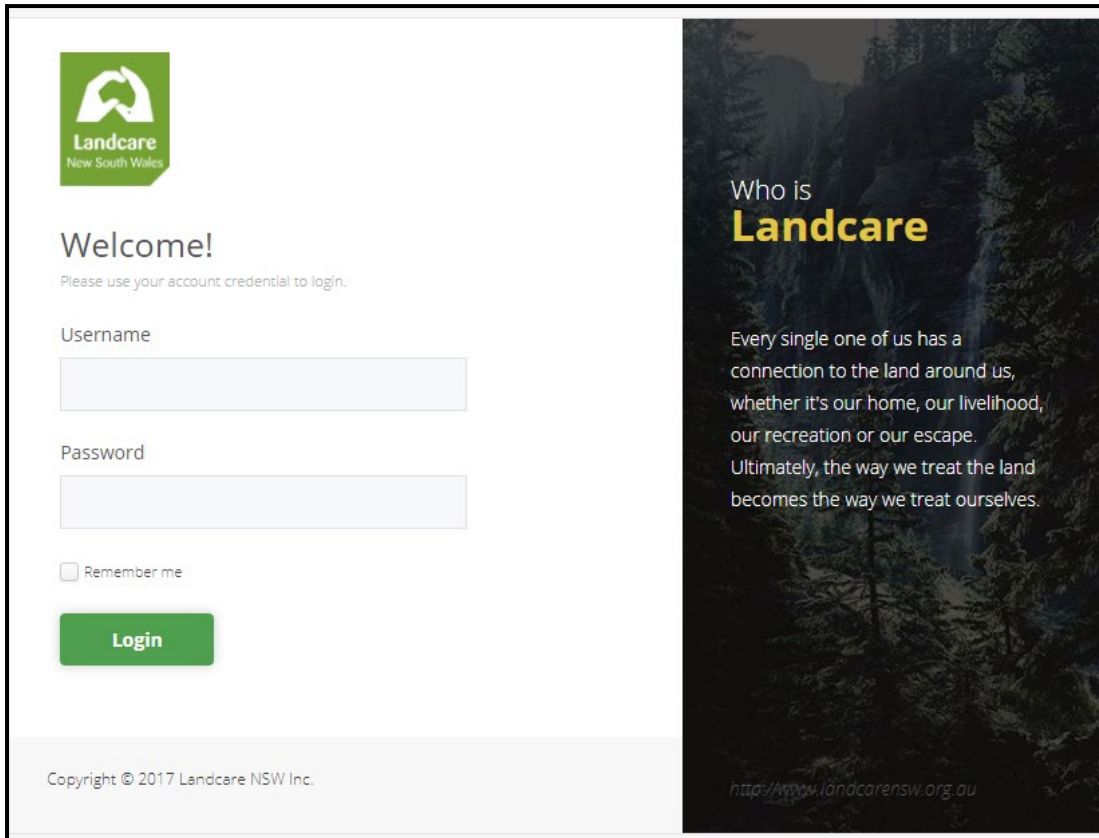 Landcare
New South Wales
Welcome!
Please use your account credential to login.
Username
Password
Remember me
Login
Copyright © 2017 Landcare NSW Inc.
Who is
Landcare
Every single one of us has a
connection to the land around us,
whether it's our home, our livelihood,
our recreation or our escape.
Ultimately, the way we treat the land
becomes the way we treat ourselves.
http://www.landcarensw.org.au